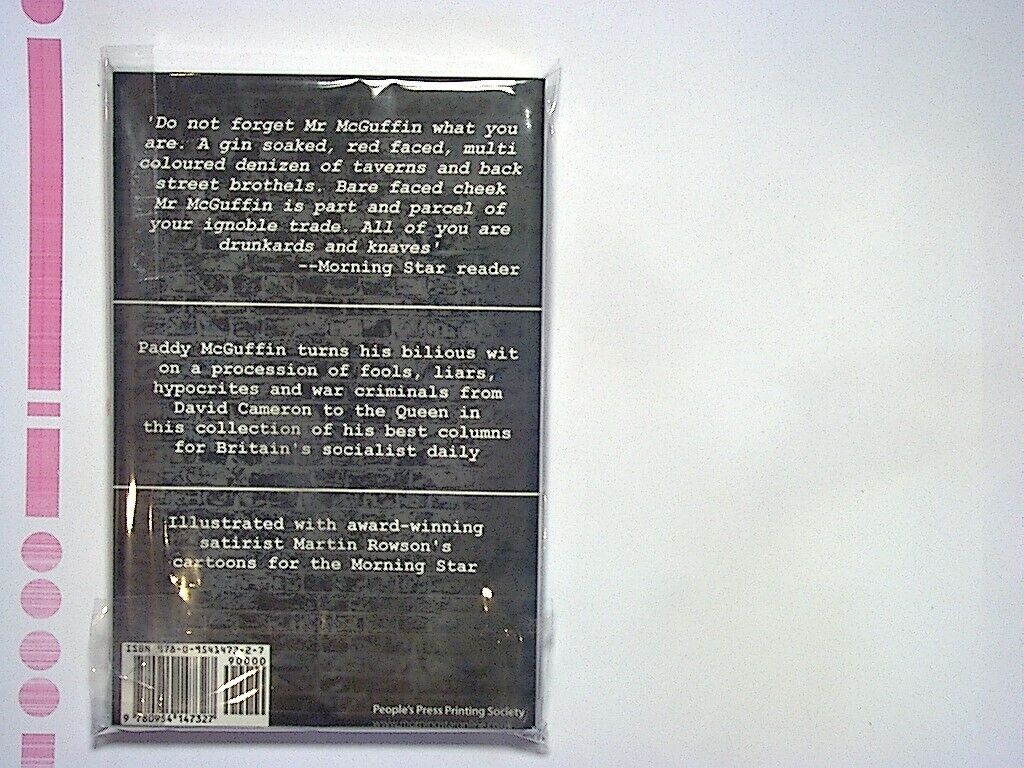 'Do not forget Mr McGuffin what you
are. A gin soaked, red faced, multi
coloured denizen of taverns and back
street brothels. Bare faced cheek
Mr McGuffin is part and parcel of
your ignoble trade. All of you are
drunkards and knaves'
--Morning Star reader
Paddy McGuffin turns his bilious wit
on a procession of fools, liars,
hypocrites and war criminals from
David Cameron to the Queen in
this collection of his best columns
for Britain's socialist daily
Illustrated with award-winning
satirist Martin Rowson's
cartoons for the Morning Star
ISBN 978-0-9541473-2-7
90000
9 780954 147327
People's Press Printing Society